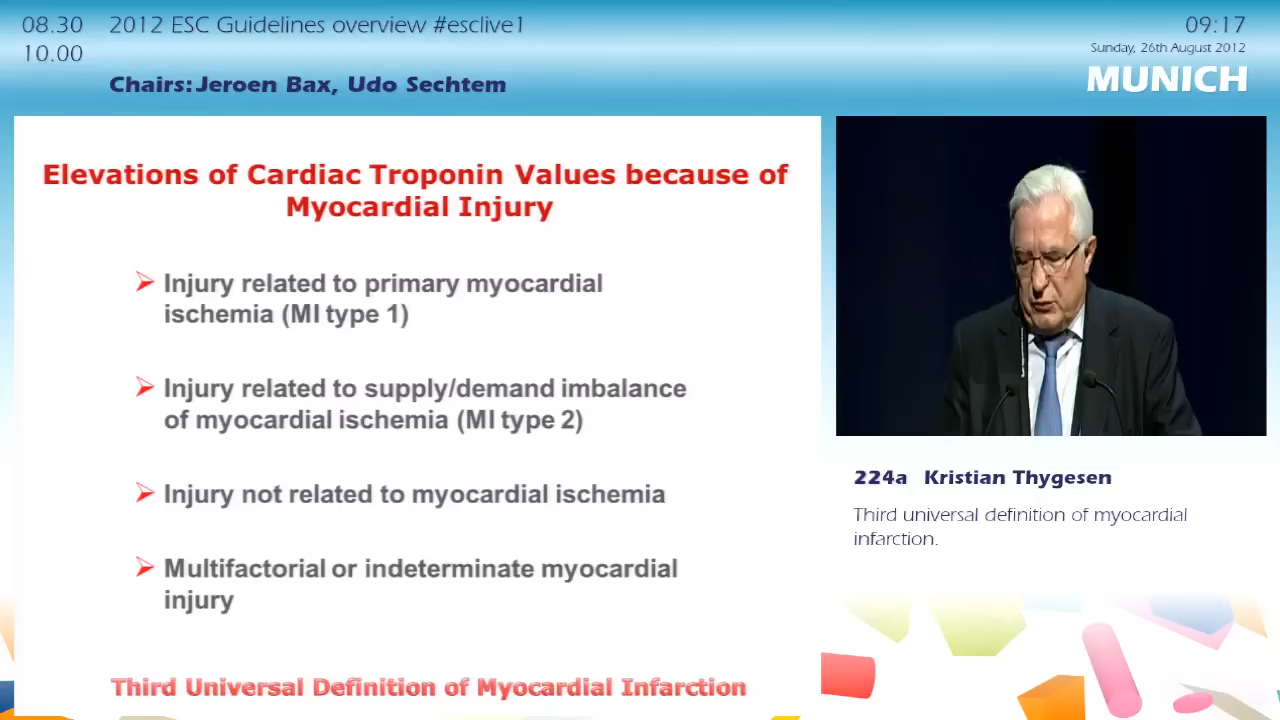 08.30 2012 ESC Guidelines overview #esclive1
10.00
Chairs: Jeroen Bax, Udo Sechtem
09:17
Sunday, 26th August 2012
MUNICH
Elevations of Cardiac Troponin Values because of
Myocardial Injury
Injury related to primary myocardial
ischemia (MI type 1)
Injury related to supply/demand imbalance
of myocardial ischemia (MI type 2)
Injury not related to myocardial ischemia
Multifactorial or indeterminate myocardial
injury
Third Universal Definition of Myocardial Infarction
224a Kristian Thygesen
Third universal definition of myocardial
infarction.